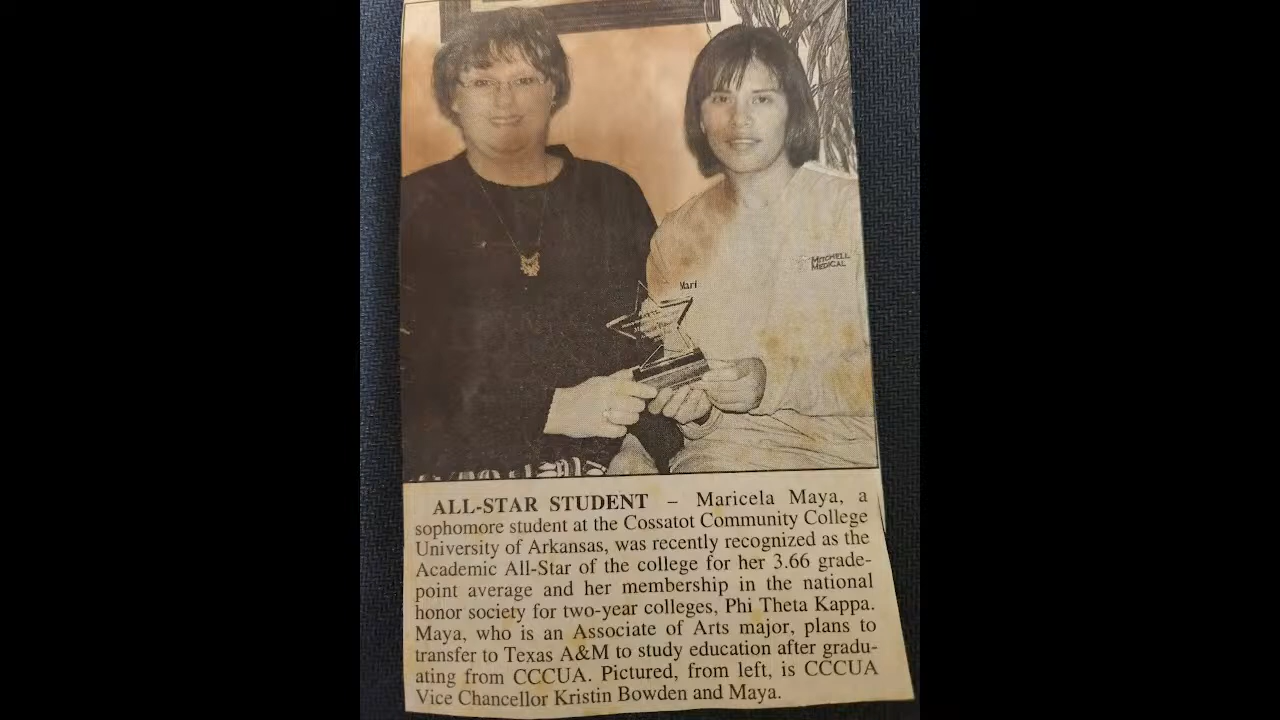 MITCHELL
MEDICAL
Mari
ALL-STAR STUDENT – Maricela Maya, a
sophomore student at the Cossatot Community College
University of Arkansas, was recently recognized as the
Academic All-Star of the college for her 3.66 grade-
point average and her membership in the national
honor society for two-year colleges, Phi Theta Kappa.
Maya, who is an Associate of Arts major, plans to
transfer to Texas A&M to study education after gradu-
ating from CCCUA. Pictured, from left, is CCCUA
Vice Chancellor Kristin Bowden and Maya.